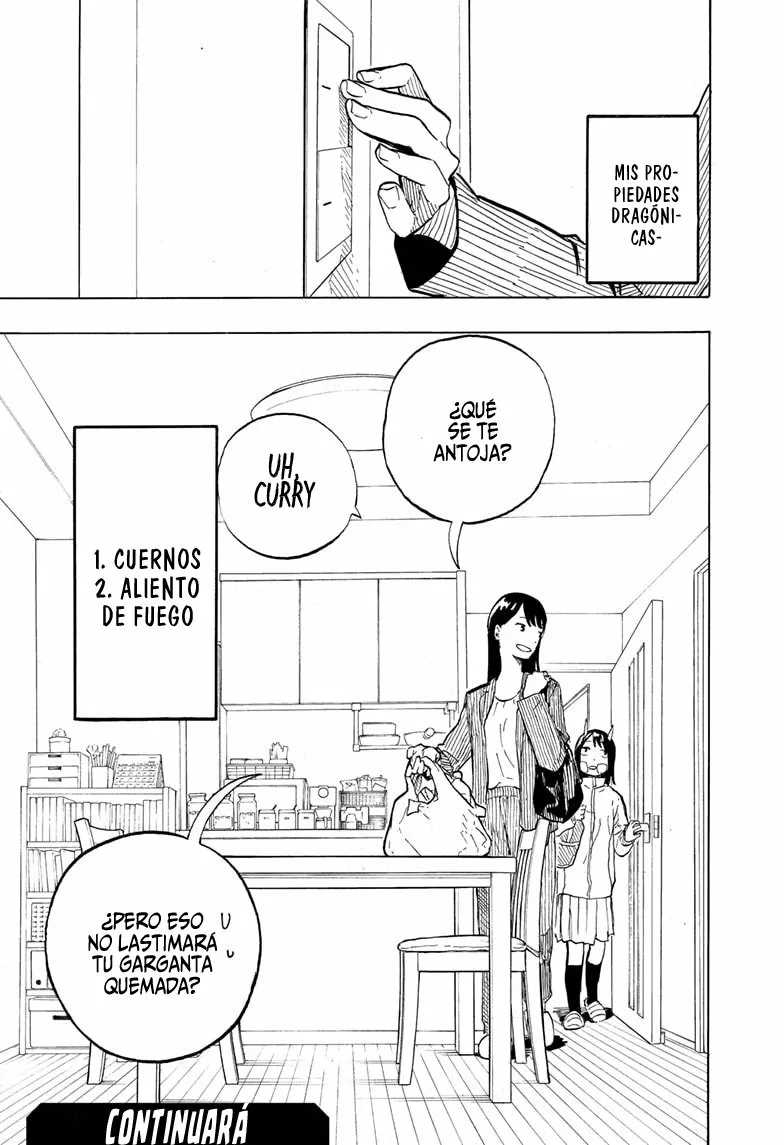 MIS PRO-
PIEDADES
DRAGÓNI-
CAS-
¿QUÉ
SE TE
ANTOJA?
UH,
CURRY
1. CUERNOS
2. ALIENTO
DE FUEGO
¿PERO ESO
NO LASTIMARÁ
TU GARGANTA
QUEMADA?
CONTINUARÁ